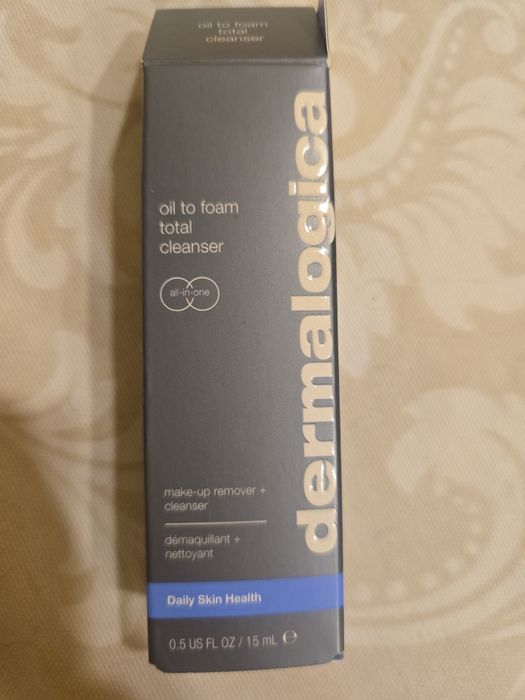 oil to foam
total
cleanser
dermalogica
oil to foam
total
cleanser
all-in-one
make-up remover +
cleanser
démaquillant +
nettoyant
Daily Skin Health
0.5 US FL OZ / 15 mL ℮